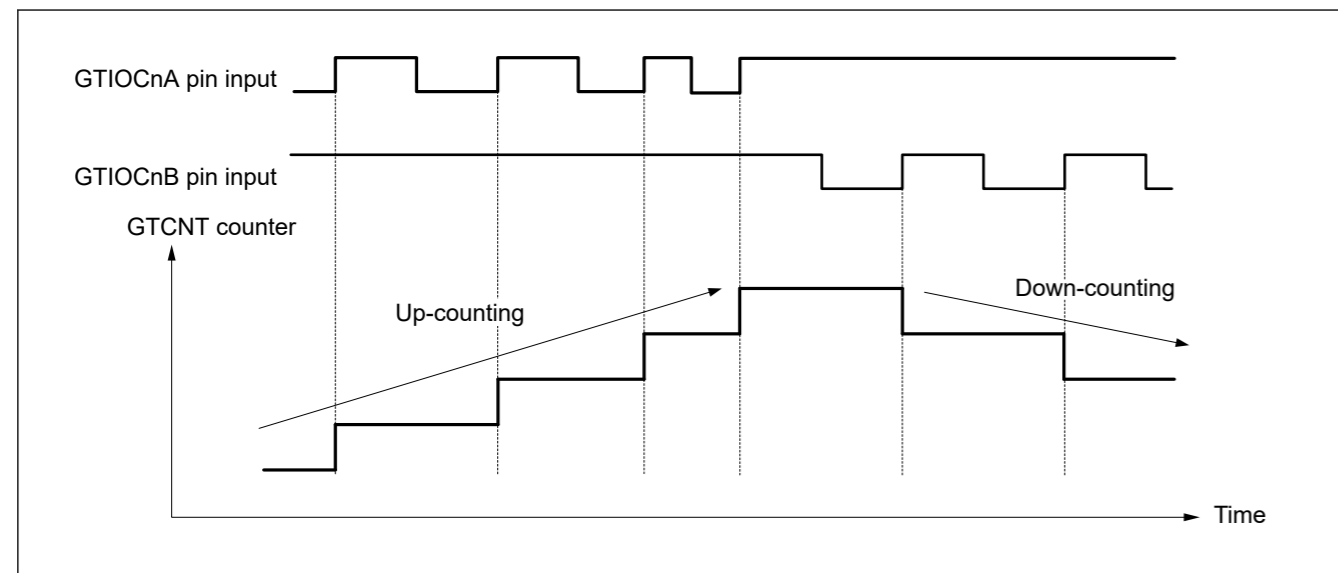 GTIOCnA pin input
GTIOCnB pin input
GTCNT counter
Up-counting
Down-counting
Time